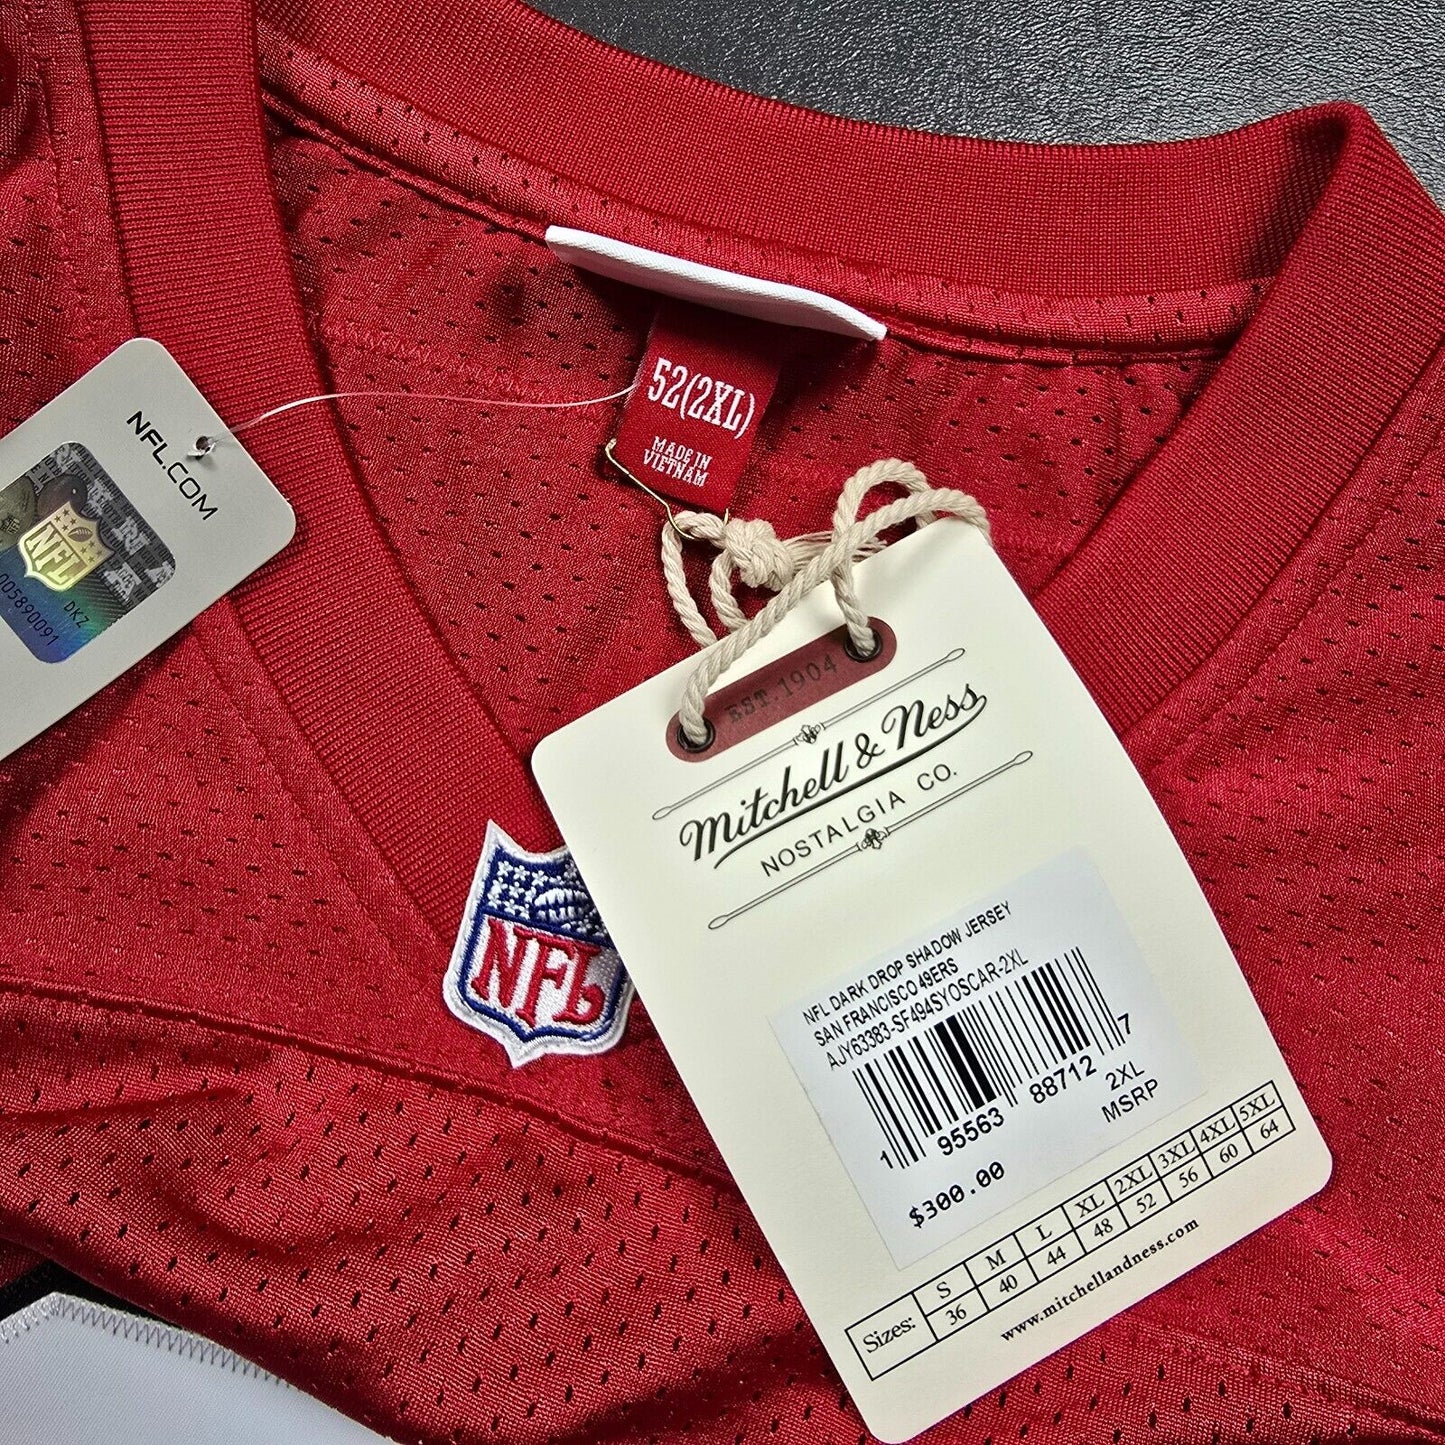 NFL.COM
NFL
005890091
DKZ
52(2XL)
MADE IN
VIETNAM
EST.1904
Mitchell & Ness
NOSTALGIA CO.
NFL
NFL DARK DROP SHADOW JERSEY
SAN FRANCISCO 49ERS
AJY63383-SF494SYOSCAR-2XL
1 95563 88712 7
2XL
MSRP
$300.00
Sizes: S M L XL 2XL 3XL 4XL 5XL
36 40 44 48 52 56 60 64
www.mitchellandness.com